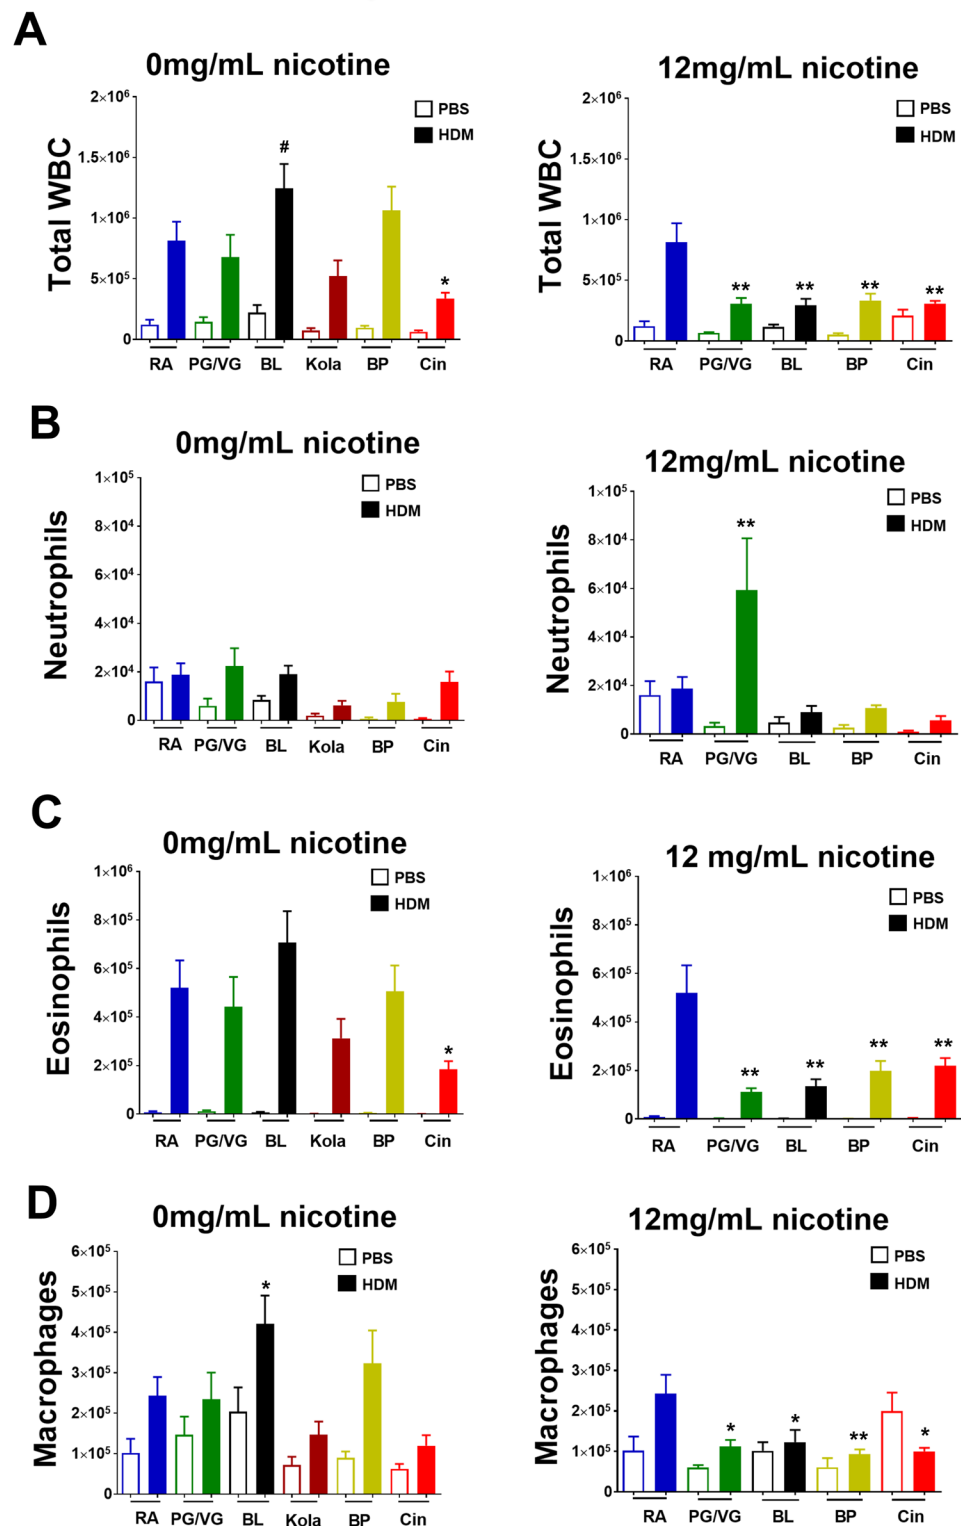 A
0mg/mL nicotine
12mg/mL nicotine
Total WBC
2×10⁶
1.5×10⁶
1×10⁶
5×10⁵
0
PBS
HDM
#
*
RA PG/VG BL Kola BP Cin
Total WBC
2×10⁶
1.5×10⁶
1×10⁶
5×10⁵
0
PBS
HDM
** ** ** **
RA PG/VG BL BP Cin
B
0mg/mL nicotine
12mg/mL nicotine
Neutrophils
1×10⁵
8×10⁴
6×10⁴
4×10⁴
2×10⁴
0
PBS
HDM
RA PG/VG BL Kola BP Cin
Neutrophils
1×10⁵
8×10⁴
6×10⁴
4×10⁴
2×10⁴
0
PBS
HDM
**
RA PG/VG BL BP Cin
C
0mg/mL nicotine
12 mg/mL nicotine
Eosinophils
1×10⁶
8×10⁵
6×10⁵
4×10⁵
2×10⁵
0
PBS
HDM
*
RA PG/VG BL Kola BP Cin
Eosinophils
1×10⁶
8×10⁵
6×10⁵
4×10⁵
2×10⁵
0
PBS
HDM
** ** ** **
RA PG/VG BL BP Cin
D
0mg/mL nicotine
12mg/mL nicotine
Macrophages
6×10⁵
5×10⁵
4×10⁵
3×10⁵
2×10⁵
1×10⁵
0
PBS
HDM
*
RA PG/VG BL Kola BP Cin
Macrophages
6×10⁵
5×10⁵
4×10⁵
3×10⁵
2×10⁵
1×10⁵
0
PBS
HDM
* * ** *
RA PG/VG BL BP Cin